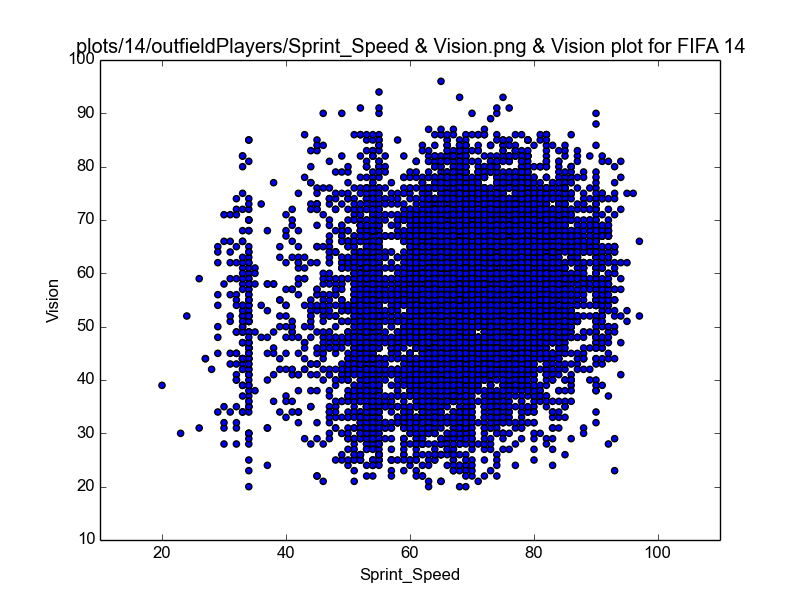 plots/14/outfieldPlayers/Sprint_Speed & Vision.png & Vision plot for FIFA 14
100
90
80
70
60
50
40
30
20
10
Vision
20 40 60 80 100
Sprint_Speed